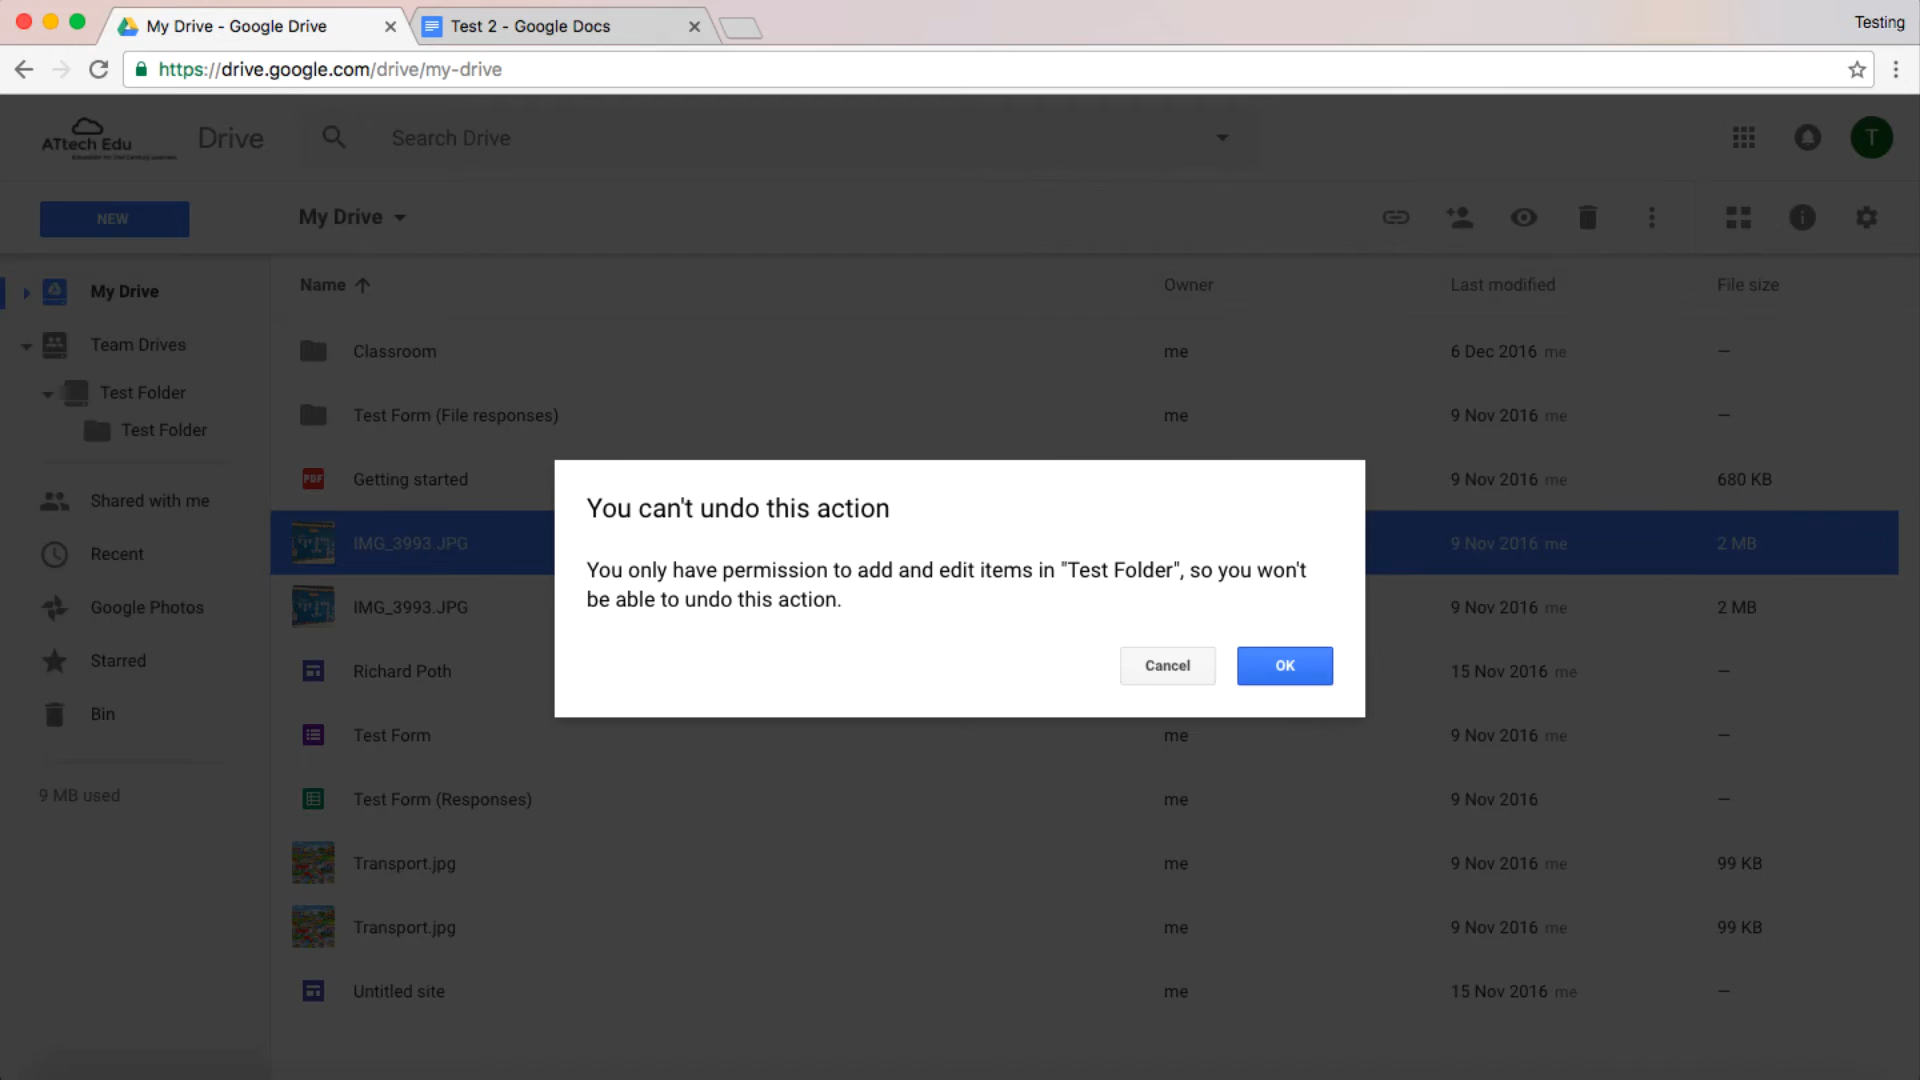 My Drive - Google Drive
Test 2 - Google Docs
Testing
https://drive.google.com/drive/my-drive
ATtech Edu
Drive
Search Drive
NEW
My Drive
Name
Owner
Last modified
File size
My Drive
Team Drives
Test Folder
Test Folder
Shared with me
Recent
Google Photos
Starred
Bin
9 MB used
Classroom me 6 Dec 2016 me –
Test Form (File responses) me 9 Nov 2016 me –
PDF Getting started 9 Nov 2016 me 680 KB
IMG_3993.JPG 9 Nov 2016 me 2 MB
IMG_3993.JPG 9 Nov 2016 me 2 MB
Richard Poth 15 Nov 2016 me –
Test Form me 9 Nov 2016 me –
Test Form (Responses) me 9 Nov 2016 –
Transport.jpg me 9 Nov 2016 me 99 KB
Transport.jpg me 9 Nov 2016 me 99 KB
Untitled site me 15 Nov 2016 me –
You can't undo this action
You only have permission to add and edit items in "Test Folder", so you won't
be able to undo this action.
Cancel
OK
T